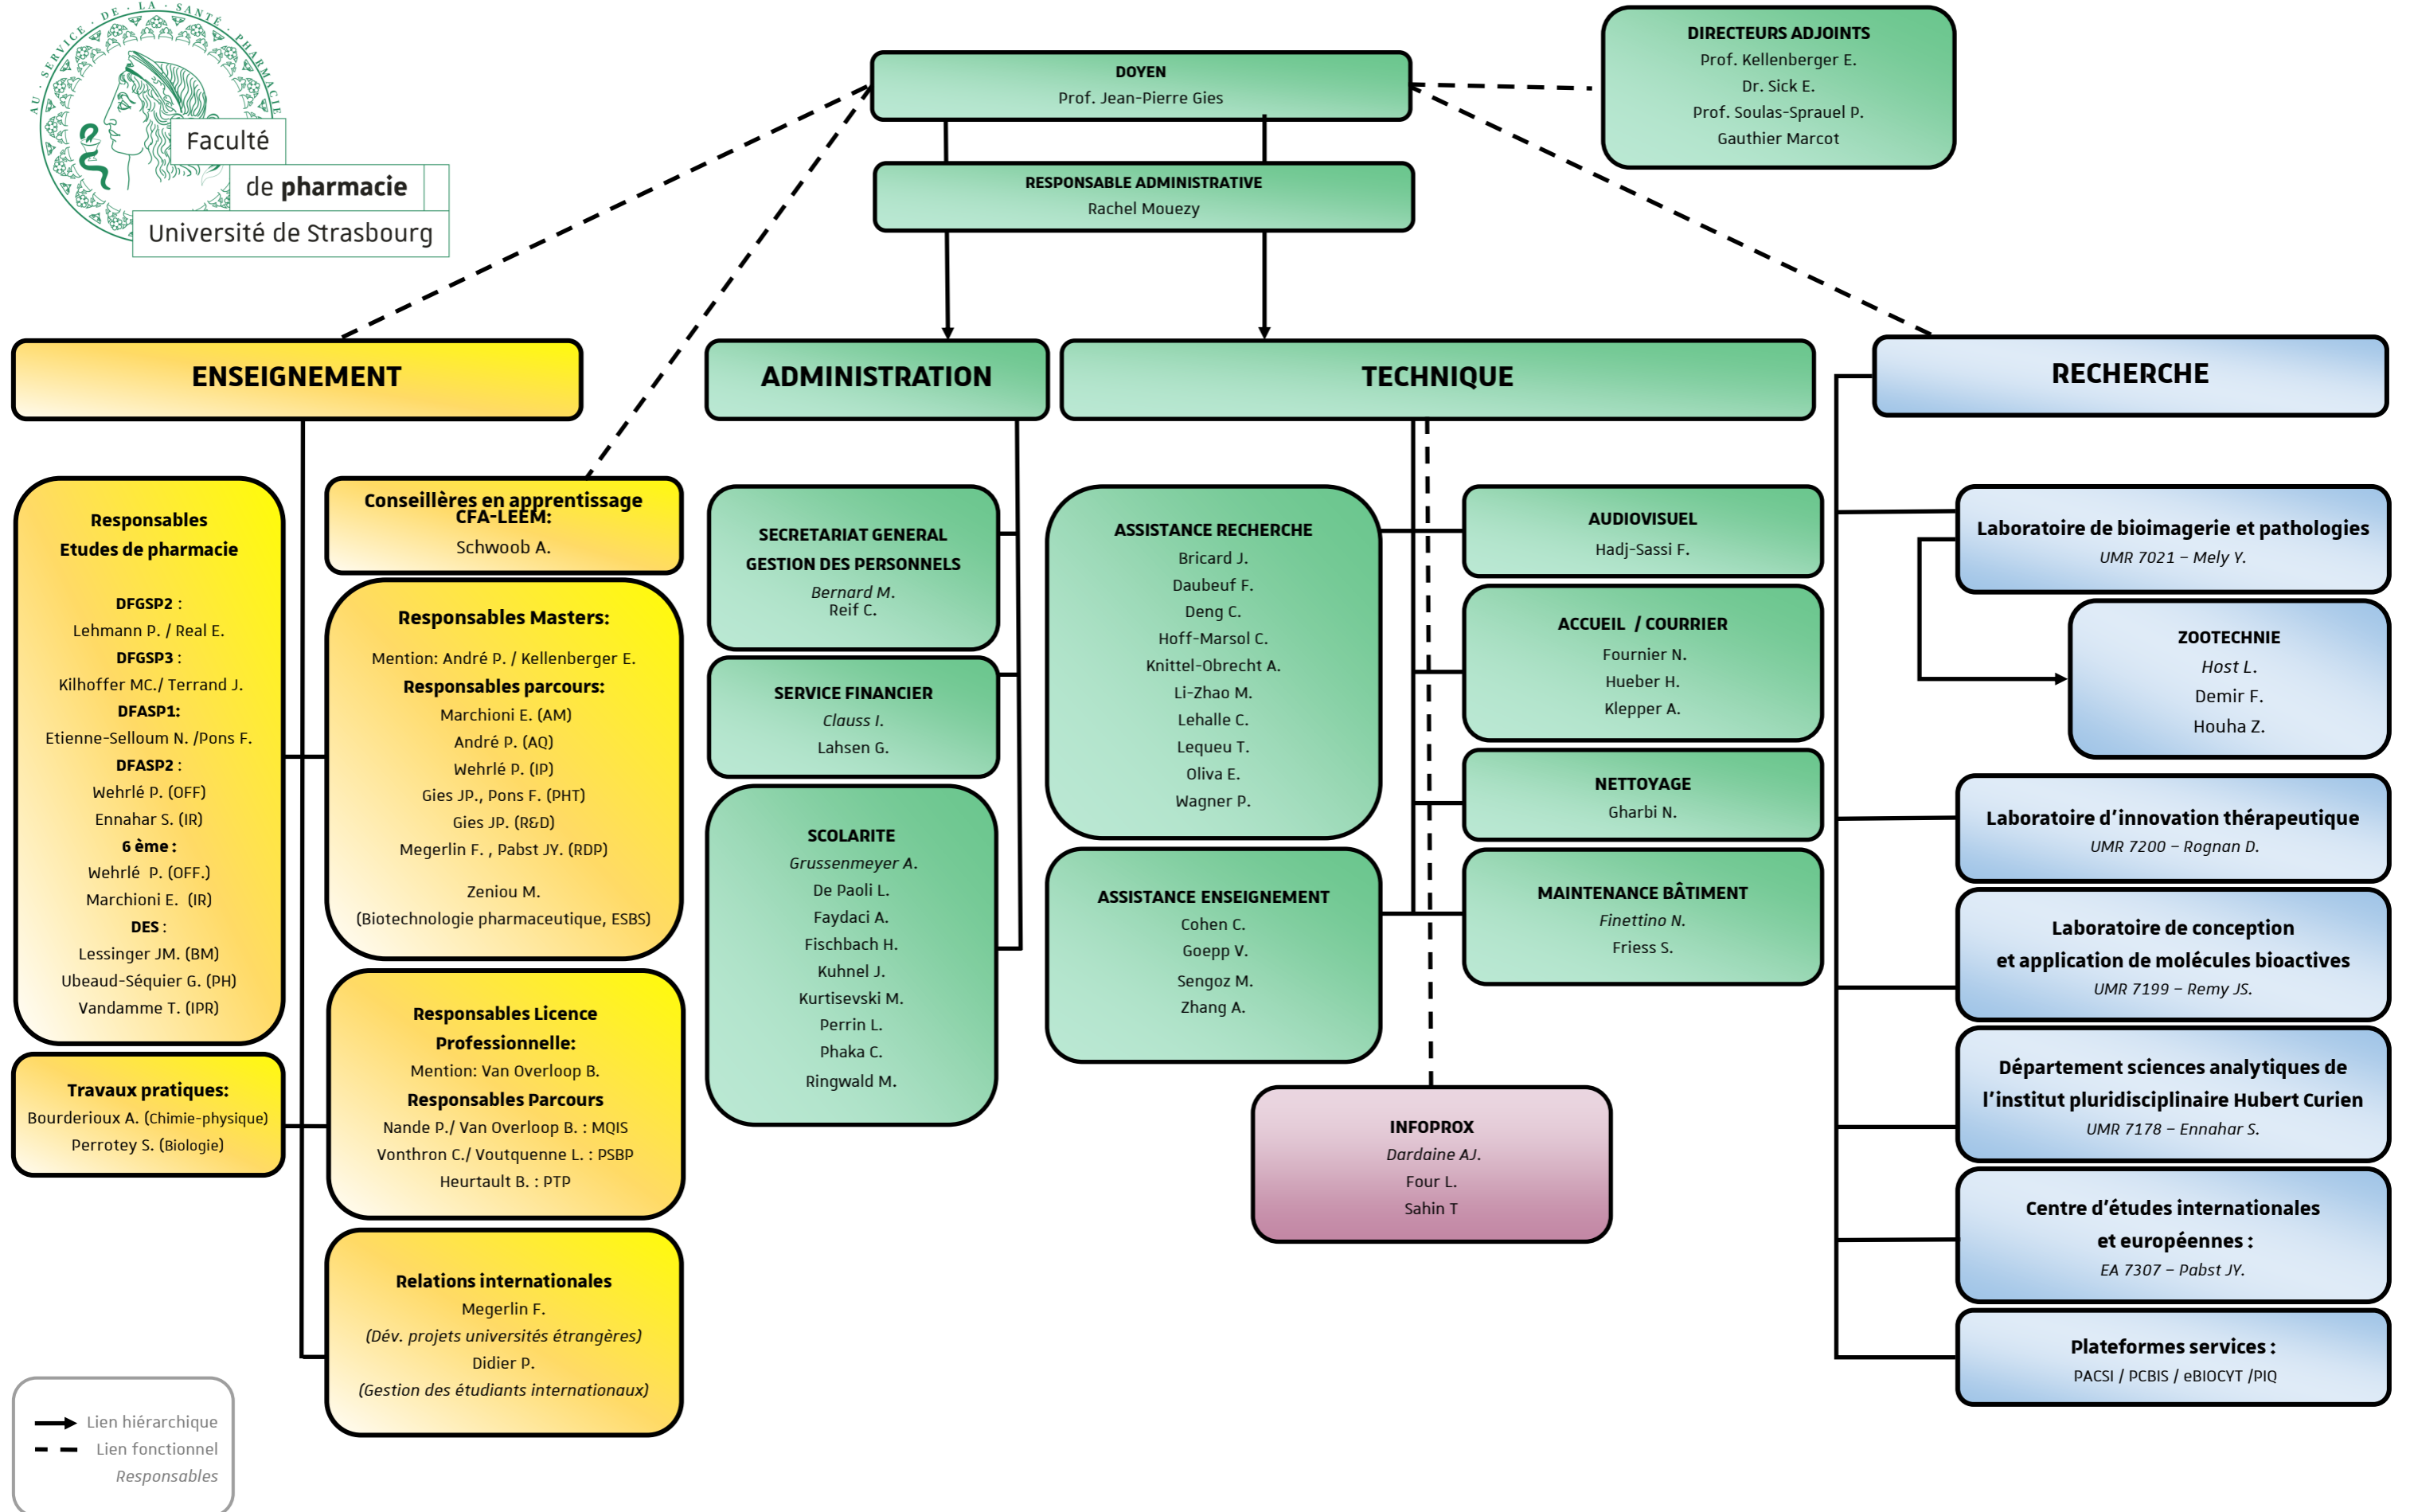 AU · SERVICE · DE · LA · SANTÉ · PHARMACIE
Faculté
de pharmacie
Université de Strasbourg
DOYEN
Prof. Jean-Pierre Gies
RESPONSABLE ADMINISTRATIVE
Rachel Mouezy
DIRECTEURS ADJOINTS
Prof. Kellenberger E.
Dr. Sick E.
Prof. Soulas-Sprauel P.
Gauthier Marcot
ENSEIGNEMENT
Responsables
Etudes de pharmacie
DFGSP2 :
Lehmann P. / Real E.
DFGSP3 :
Kilhoffer MC./ Terrand J.
DFASP1:
Etienne-Selloum N. /Pons F.
DFASP2 :
Wehrlé P. (OFF)
Ennahar S. (IR)
6 ème :
Wehrlé  P. (OFF.)
Marchioni E.  (IR)
DES :
Lessinger JM. (BM)
Ubeaud-Séquier G. (PH)
Vandamme T. (IPR)
Travaux pratiques:
Bourderioux A. (Chimie-physique)
Perrotey S. (Biologie)
Conseillères en apprentissage
CFA-LEEM:
Schwoob A.
Responsables Masters:
Mention: André P. / Kellenberger E.
Responsables parcours:
Marchioni E. (AM)
André P. (AQ)
Wehrlé P. (IP)
Gies JP., Pons F. (PHT)
Gies JP. (R&D)
Megerlin F. , Pabst JY. (RDP)
Zeniou M.
(Biotechnologie pharmaceutique, ESBS)
Responsables Licence
Professionnelle:
Mention: Van Overloop B.
Responsables Parcours
Nande P./ Van Overloop B. : MQIS
Vonthron C./ Voutquenne L. : PSBP
Heurtault B. : PTP
Relations internationales
Megerlin F.
(Dév. projets universités étrangères)
Didier P.
(Gestion des étudiants internationaux)
ADMINISTRATION
SECRETARIAT GENERAL
GESTION DES PERSONNELS
Bernard M.
Reif C.
SERVICE FINANCIER
Clauss I.
Lahsen G.
SCOLARITE
Grussenmeyer A.
De Paoli L.
Faydaci A.
Fischbach H.
Kuhnel J.
Kurtisevski M.
Perrin L.
Phaka C.
Ringwald M.
TECHNIQUE
ASSISTANCE RECHERCHE
Bricard J.
Daubeuf F.
Deng C.
Hoff-Marsol C.
Knittel-Obrecht A.
Li-Zhao M.
Lehalle C.
Lequeu T.
Oliva E.
Wagner P.
ASSISTANCE ENSEIGNEMENT
Cohen C.
Goepp V.
Sengoz M.
Zhang A.
AUDIOVISUEL
Hadj-Sassi F.
ACCUEIL  / COURRIER
Fournier N.
Hueber H.
Klepper A.
NETTOYAGE
Gharbi N.
MAINTENANCE BÂTIMENT
Finettino N.
Friess S.
INFOPROX
Dardaine AJ.
Four L.
Sahin T
RECHERCHE
Laboratoire de bioimagerie et pathologies
UMR 7021 – Mely Y.
ZOOTECHNIE
Host L.
Demir F.
Houha Z.
Laboratoire d'innovation thérapeutique
UMR 7200 – Rognan D.
Laboratoire de conception
et application de molécules bioactives
UMR 7199 – Remy JS.
Département sciences analytiques de
l'institut pluridisciplinaire Hubert Curien
UMR 7178 – Ennahar S.
Centre d'études internationales
et européennes :
EA 7307 – Pabst JY.
Plateformes services :
PACSI / PCBIS / eBIOCYT /PIQ
Lien hiérarchique
Lien fonctionnel
Responsables